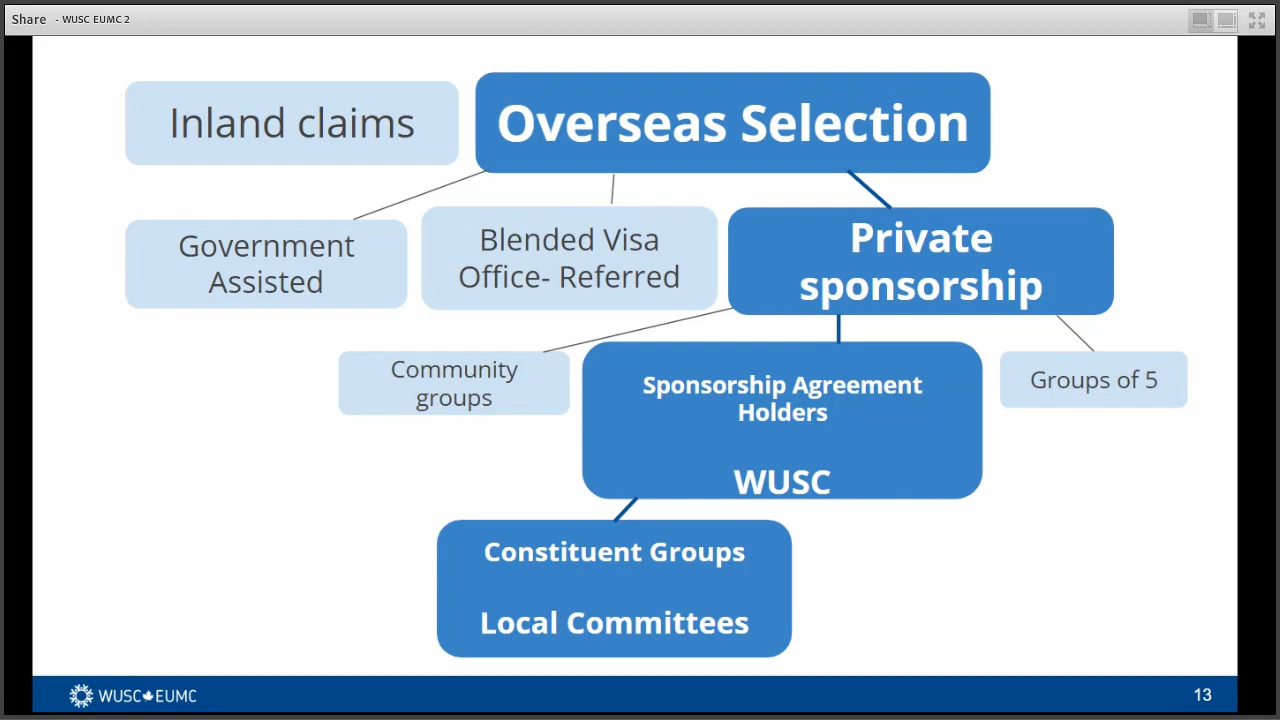 Share - WUSC EUMC 2
Inland claims
Overseas Selection
Government
Assisted
Blended Visa
Office- Referred
Private
sponsorship
Community
groups
Sponsorship Agreement
Holders
WUSC
Groups of 5
Constituent Groups
Local Committees
WUSC EUMC
13